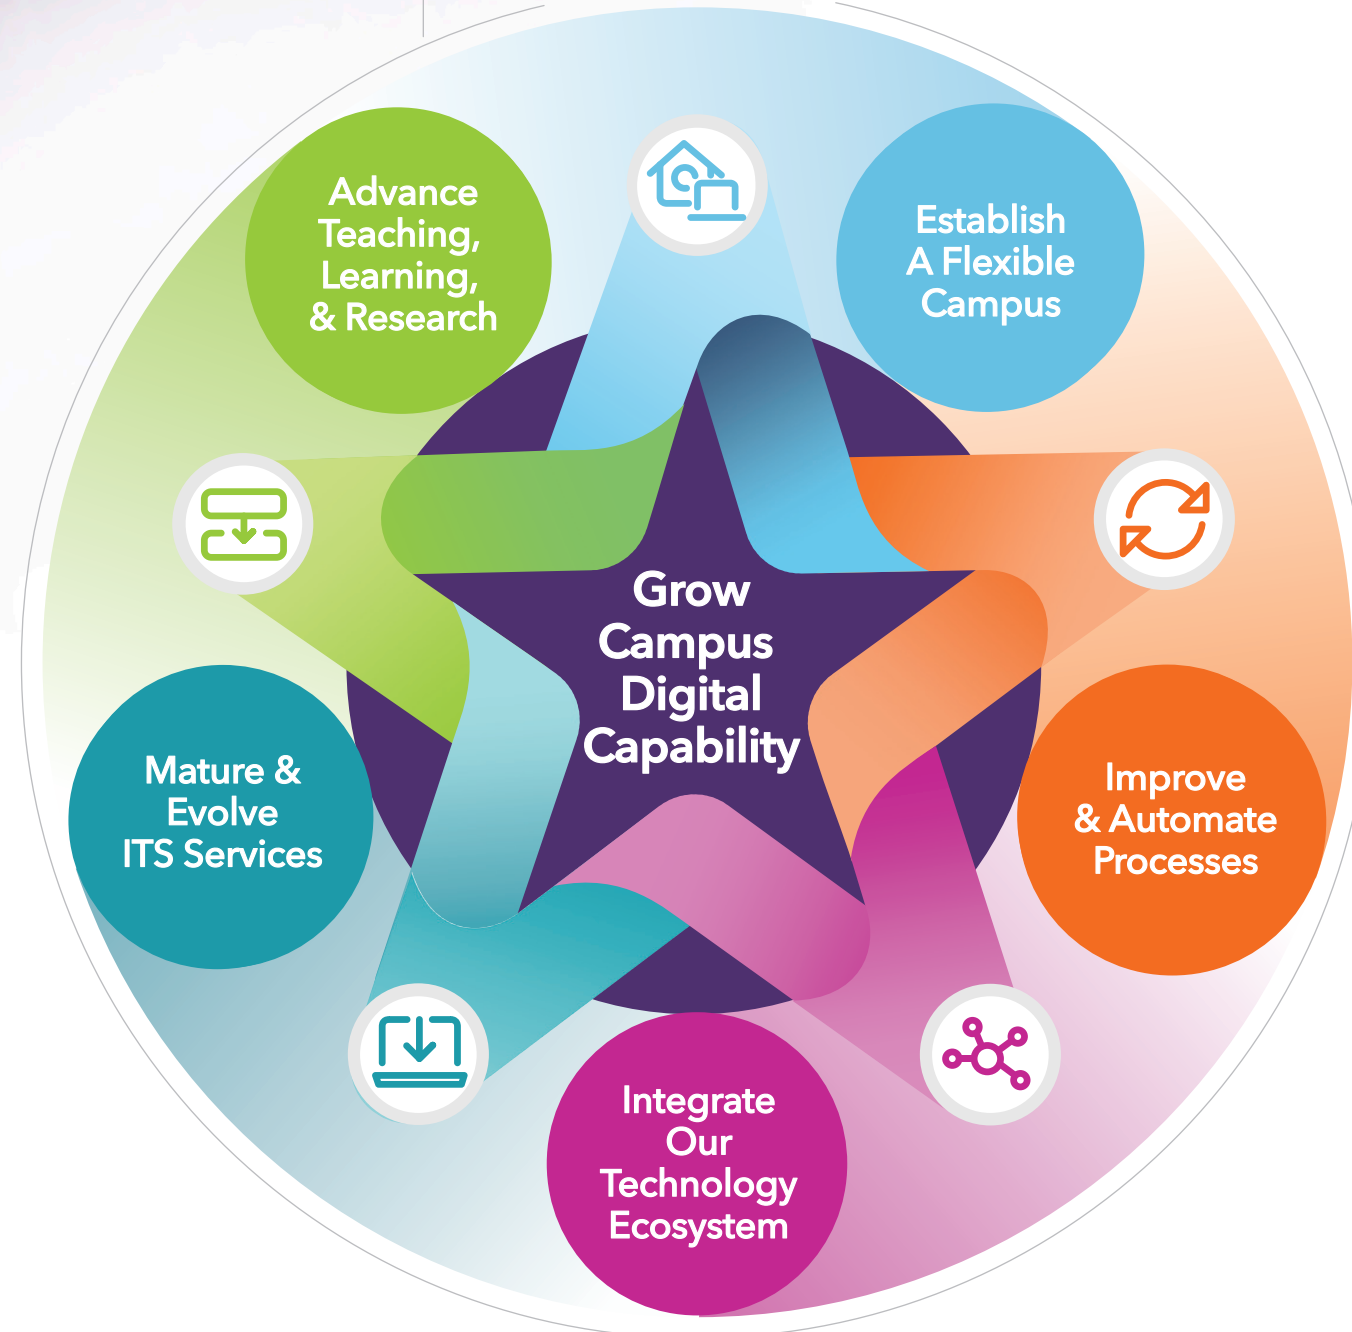 Advance
Teaching,
Learning,
& Research
Establish
A Flexible
Campus
Grow
Campus
Digital
Capability
Mature &
Evolve
ITS Services
Improve
& Automate
Processes
Integrate
Our
Technology
Ecosystem